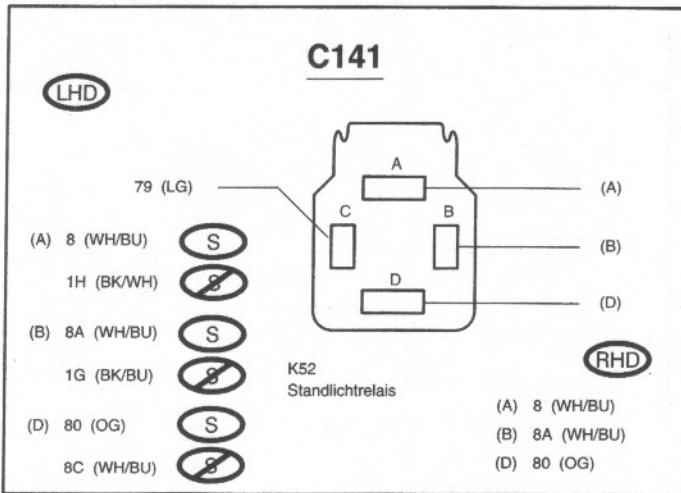 C141
LHD
79 (LG)
A
C
B
D
(A)
(B)
(D)
(A) 8 (WH/BU) S
1H (BK/WH) S
(B) 8A (WH/BU) S
1G (BK/BU) S
(D) 80 (OG) S
8C (WH/BU) S
K52
Standlichtrelais
RHD
(A) 8 (WH/BU)
(B) 8A (WH/BU)
(D) 80 (OG)